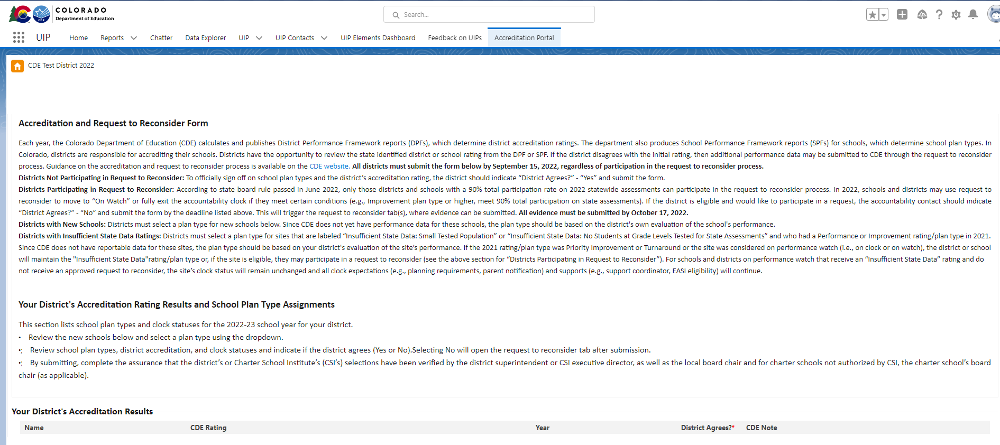 COLORADO
Department of Education
CDE
Search...
UIP
Home
Reports
Chatter
Data Explorer
UIP
UIP Contacts
UIP Elements Dashboard
Feedback on UIPs
Accreditation Portal
CDE Test District 2022
Accreditation and Request to Reconsider Form
Each year, the Colorado Department of Education (CDE) calculates and publishes District Performance Framework reports (DPFs), which determine district accreditation ratings. The department also produces School Performance Framework reports (SPFs) for schools, which determine school plan types. In
Colorado, districts are responsible for accrediting their schools. Districts have the opportunity to review the state identified district or school rating from the DPF or SPF. If the district disagrees with the initial rating, then additional performance data may be submitted to CDE through the request to reconsider
process. Guidance on the accreditation and request to reconsider process is available on the CDE website. All districts must submit the form below by September 15, 2022, regardless of participation in the request to reconsider process.
Districts Not Participating in Request to Reconsider: To officially sign off on school plan types and the district’s accreditation rating, the district should indicate “District Agrees?” - “Yes” and submit the form.
Districts Participating in Request to Reconsider: According to state board rule passed in June 2022, only those districts and schools with a 90% total participation rate on 2022 statewide assessments can participate in the request to reconsider process. In 2022, schools and districts may use request to
reconsider to move to “On Watch” or fully exit the accountability clock if they meet certain conditions (e.g., Improvement plan type or higher, meet 90% total participation on state assessments). If the district is eligible and would like to participate in a request, the accountability contact should indicate
“District Agrees?” - “No” and submit the form by the deadline listed above. This will trigger the request to reconsider tab(s), where evidence can be submitted. All evidence must be submitted by October 17, 2022.
Districts with New Schools: Districts must select a plan type for new schools below. Since CDE does not yet have performance data for these schools, the plan type should be based on the district's own evaluation of the school's performance.
Districts with Insufficient State Data Ratings: Districts must select a plan type for sites that are labeled “Insufficient State Data: Small Tested Population” or “Insufficient State Data: No Students at Grade Levels Tested for State Assessments” and who had a Performance or Improvement rating/plan type in 2021.
Since CDE does not have reportable data for these sites, the plan type should be based on your district's evaluation of the site’s performance. If the 2021 rating/plan type was Priority Improvement or Turnaround or the site was considered on performance watch (i.e., on clock or on watch), the district or school
will maintain the "Insufficient State Data"rating/plan type or, if the site is eligible, they may participate in a request to reconsider (see the above section for “Districts Participating in Request to Reconsider”). For schools and districts on performance watch that receive an “Insufficient State Data” rating and do
not receive an approved request to reconsider, the site’s clock status will remain unchanged and all clock expectations (e.g., planning requirements, parent notification) and supports (e.g., support coordinator, EASI eligibility) will continue.
Your District's Accreditation Rating Results and School Plan Type Assignments
This section lists school plan types and clock statuses for the 2022-23 school year for your district.
• Review the new schools below and select a plan type using the dropdown.
•; Review school plan types, district accreditation, and clock statuses and indicate if the district agrees (Yes or No).Selecting No will open the request to reconsider tab after submission.
•; By submitting, complete the assurance that the district’s or Charter School Institute’s (CSI’s) selections have been verified by the district superintendent or CSI executive director, as well as the local board chair and for charter schools not authorized by CSI, the charter school’s board
chair (as applicable).
Your District's Accreditation Results
Name
CDE Rating
Year
District Agrees?*
CDE Note